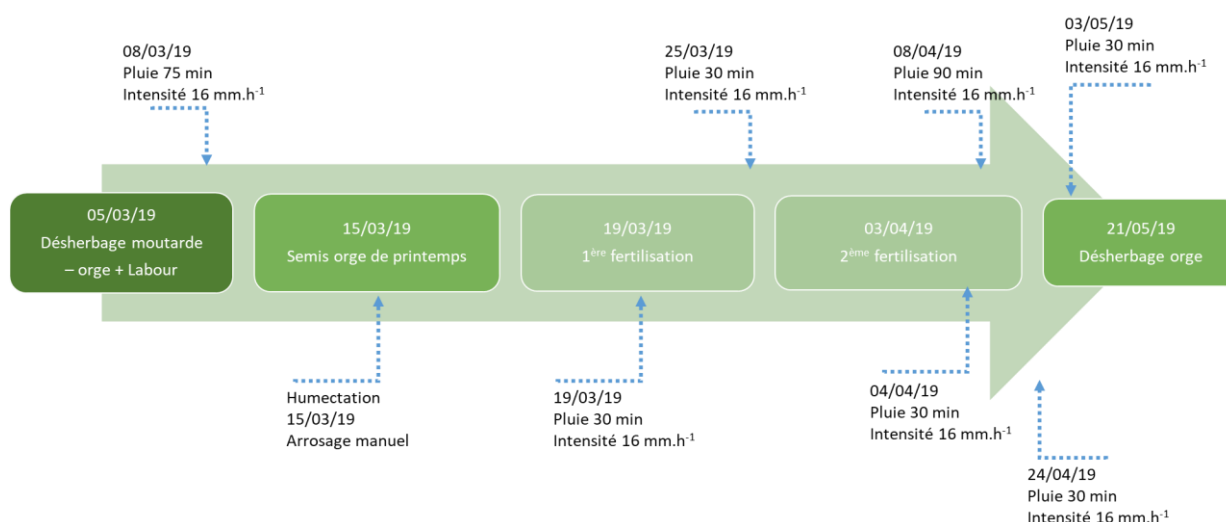 08/03/19
Pluie 75 min
Intensité 16 mm.h⁻¹
25/03/19
Pluie 30 min
Intensité 16 mm.h⁻¹
08/04/19
Pluie 90 min
Intensité 16 mm.h⁻¹
03/05/19
Pluie 30 min
Intensité 16 mm.h⁻¹
05/03/19
Désherbage moutarde
– orge + Labour
15/03/19
Semis orge de printemps
19/03/19
1ère fertilisation
03/04/19
2ème fertilisation
21/05/19
Désherbage orge
Humectation
15/03/19
Arrosage manuel
19/03/19
Pluie 30 min
Intensité 16 mm.h⁻¹
04/04/19
Pluie 30 min
Intensité 16 mm.h⁻¹
24/04/19
Pluie 30 min
Intensité 16 mm.h⁻¹